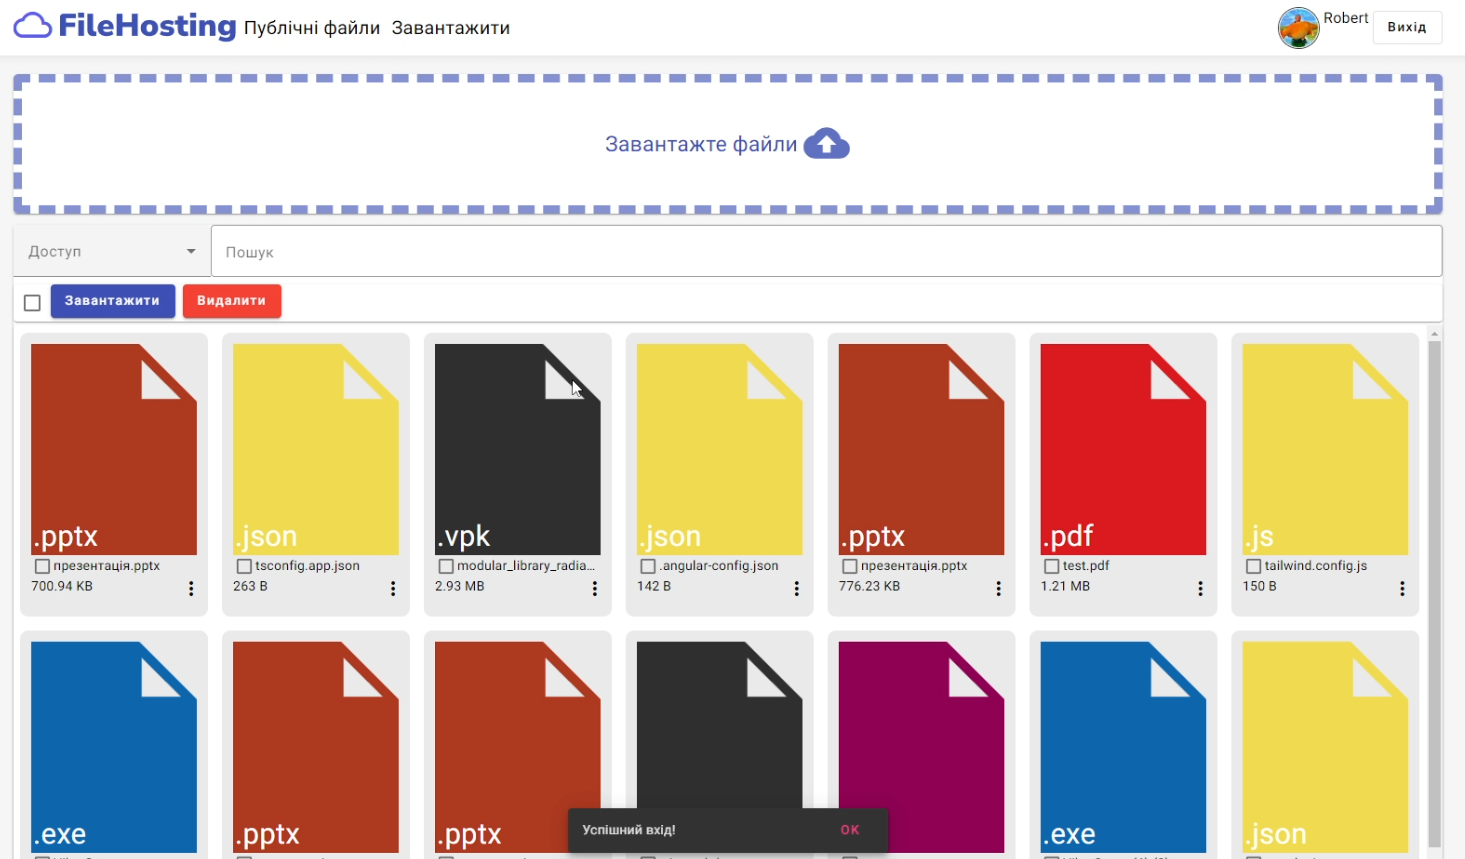 FileHosting Публічні файли Завантажити Robert Вихід
Завантажте файли
Доступ Пошук
Завантажити Видалити
.pptx .json .vpk .json .pptx .pdf .js
презентація.pptx tsconfig.app.json modular_library_radia... .angular-config.json презентація.pptx test.pdf tailwind.config.js
700.94 KB 263 B 2.93 MB 142 B 776.23 KB 1.21 MB 150 B
.exe .pptx .pptx .exe .json
Успішний вхід! OK